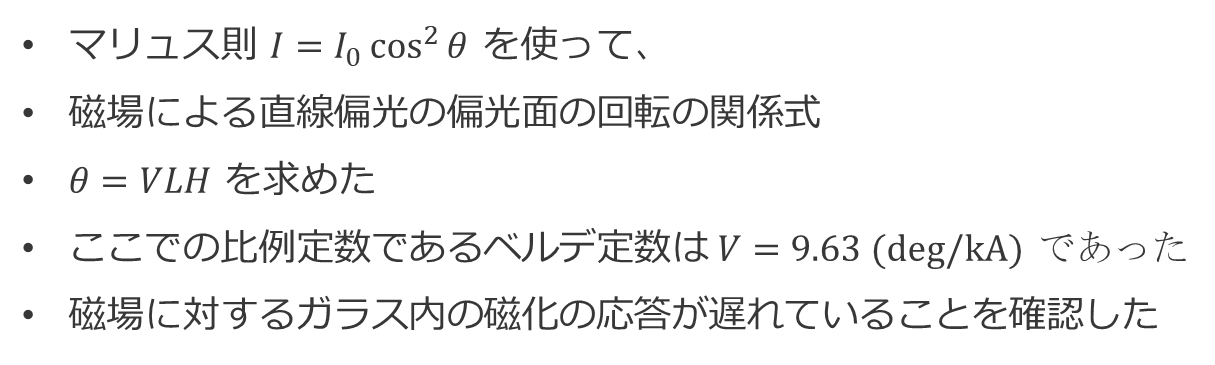 • マリュス則 I = I₀ cos² θ を使って、
• 磁場による直線偏光の偏光面の回転の関係式
• θ = VLH を求めた
• ここでの比例定数であるベルデ定数は V = 9.63 (deg/kA) であった
• 磁場に対するガラス内の磁化の応答が遅れていることを確認した